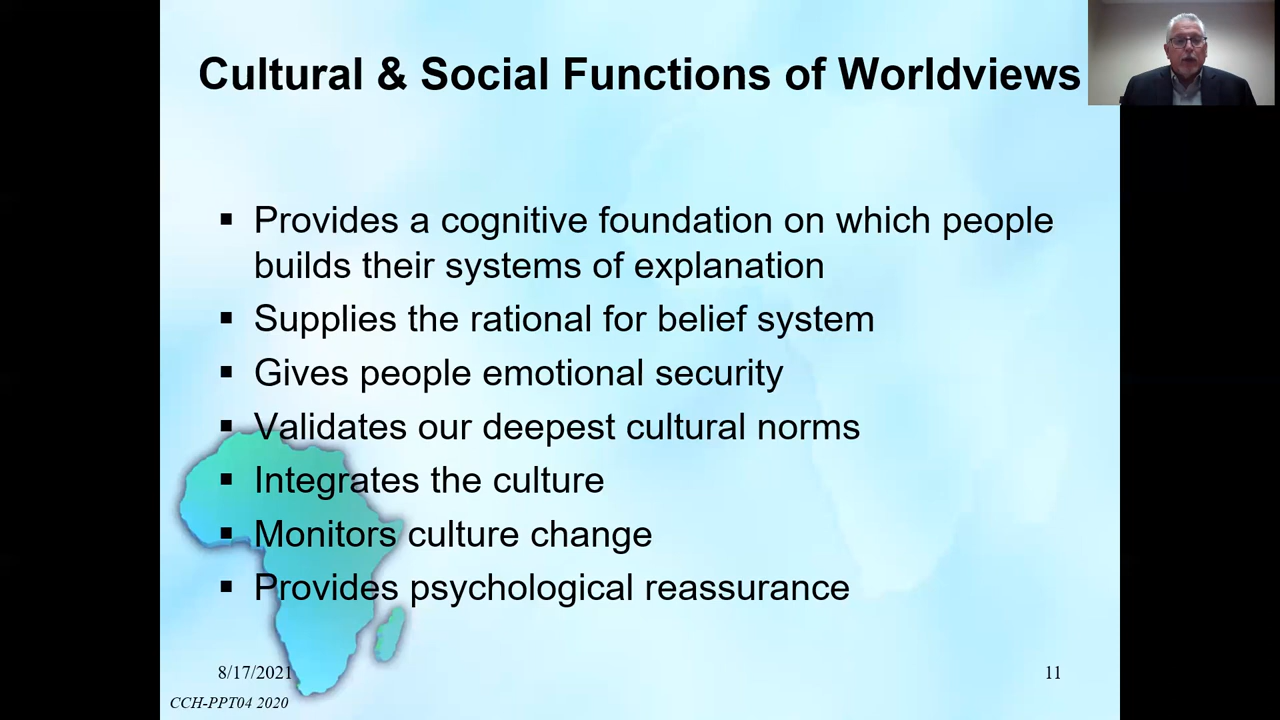 Cultural & Social Functions of Worldviews
▪ Provides a cognitive foundation on which people
builds their systems of explanation
▪ Supplies the rational for belief system
▪ Gives people emotional security
▪ Validates our deepest cultural norms
▪ Integrates the culture
▪ Monitors culture change
▪ Provides psychological reassurance
8/17/2021
11
CCH-PPT04 2020